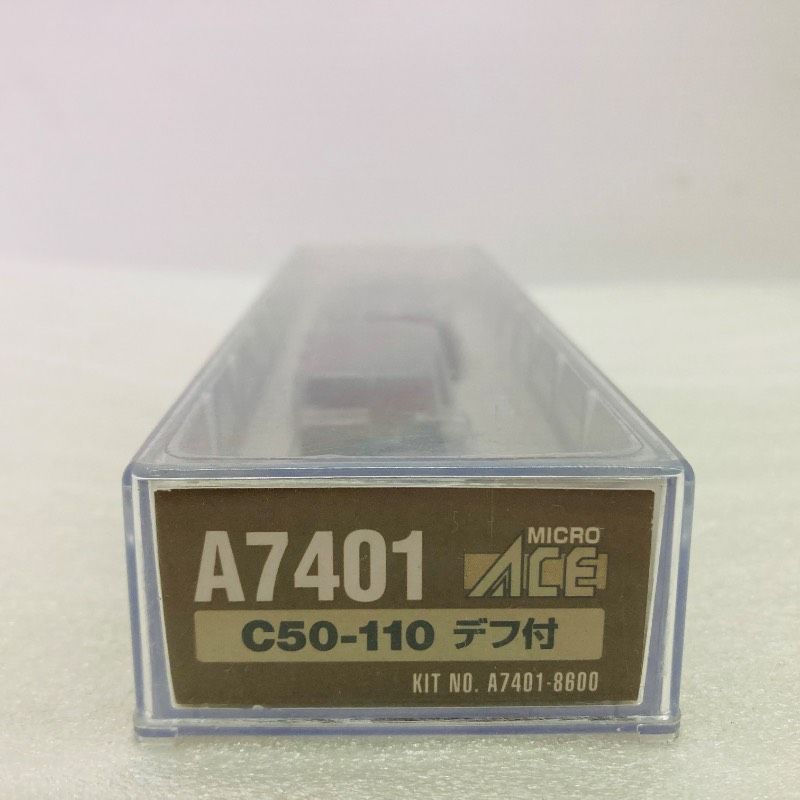 A7401
MICRO
ACE
C50-110 デフ付
KIT NO. A7401-8600